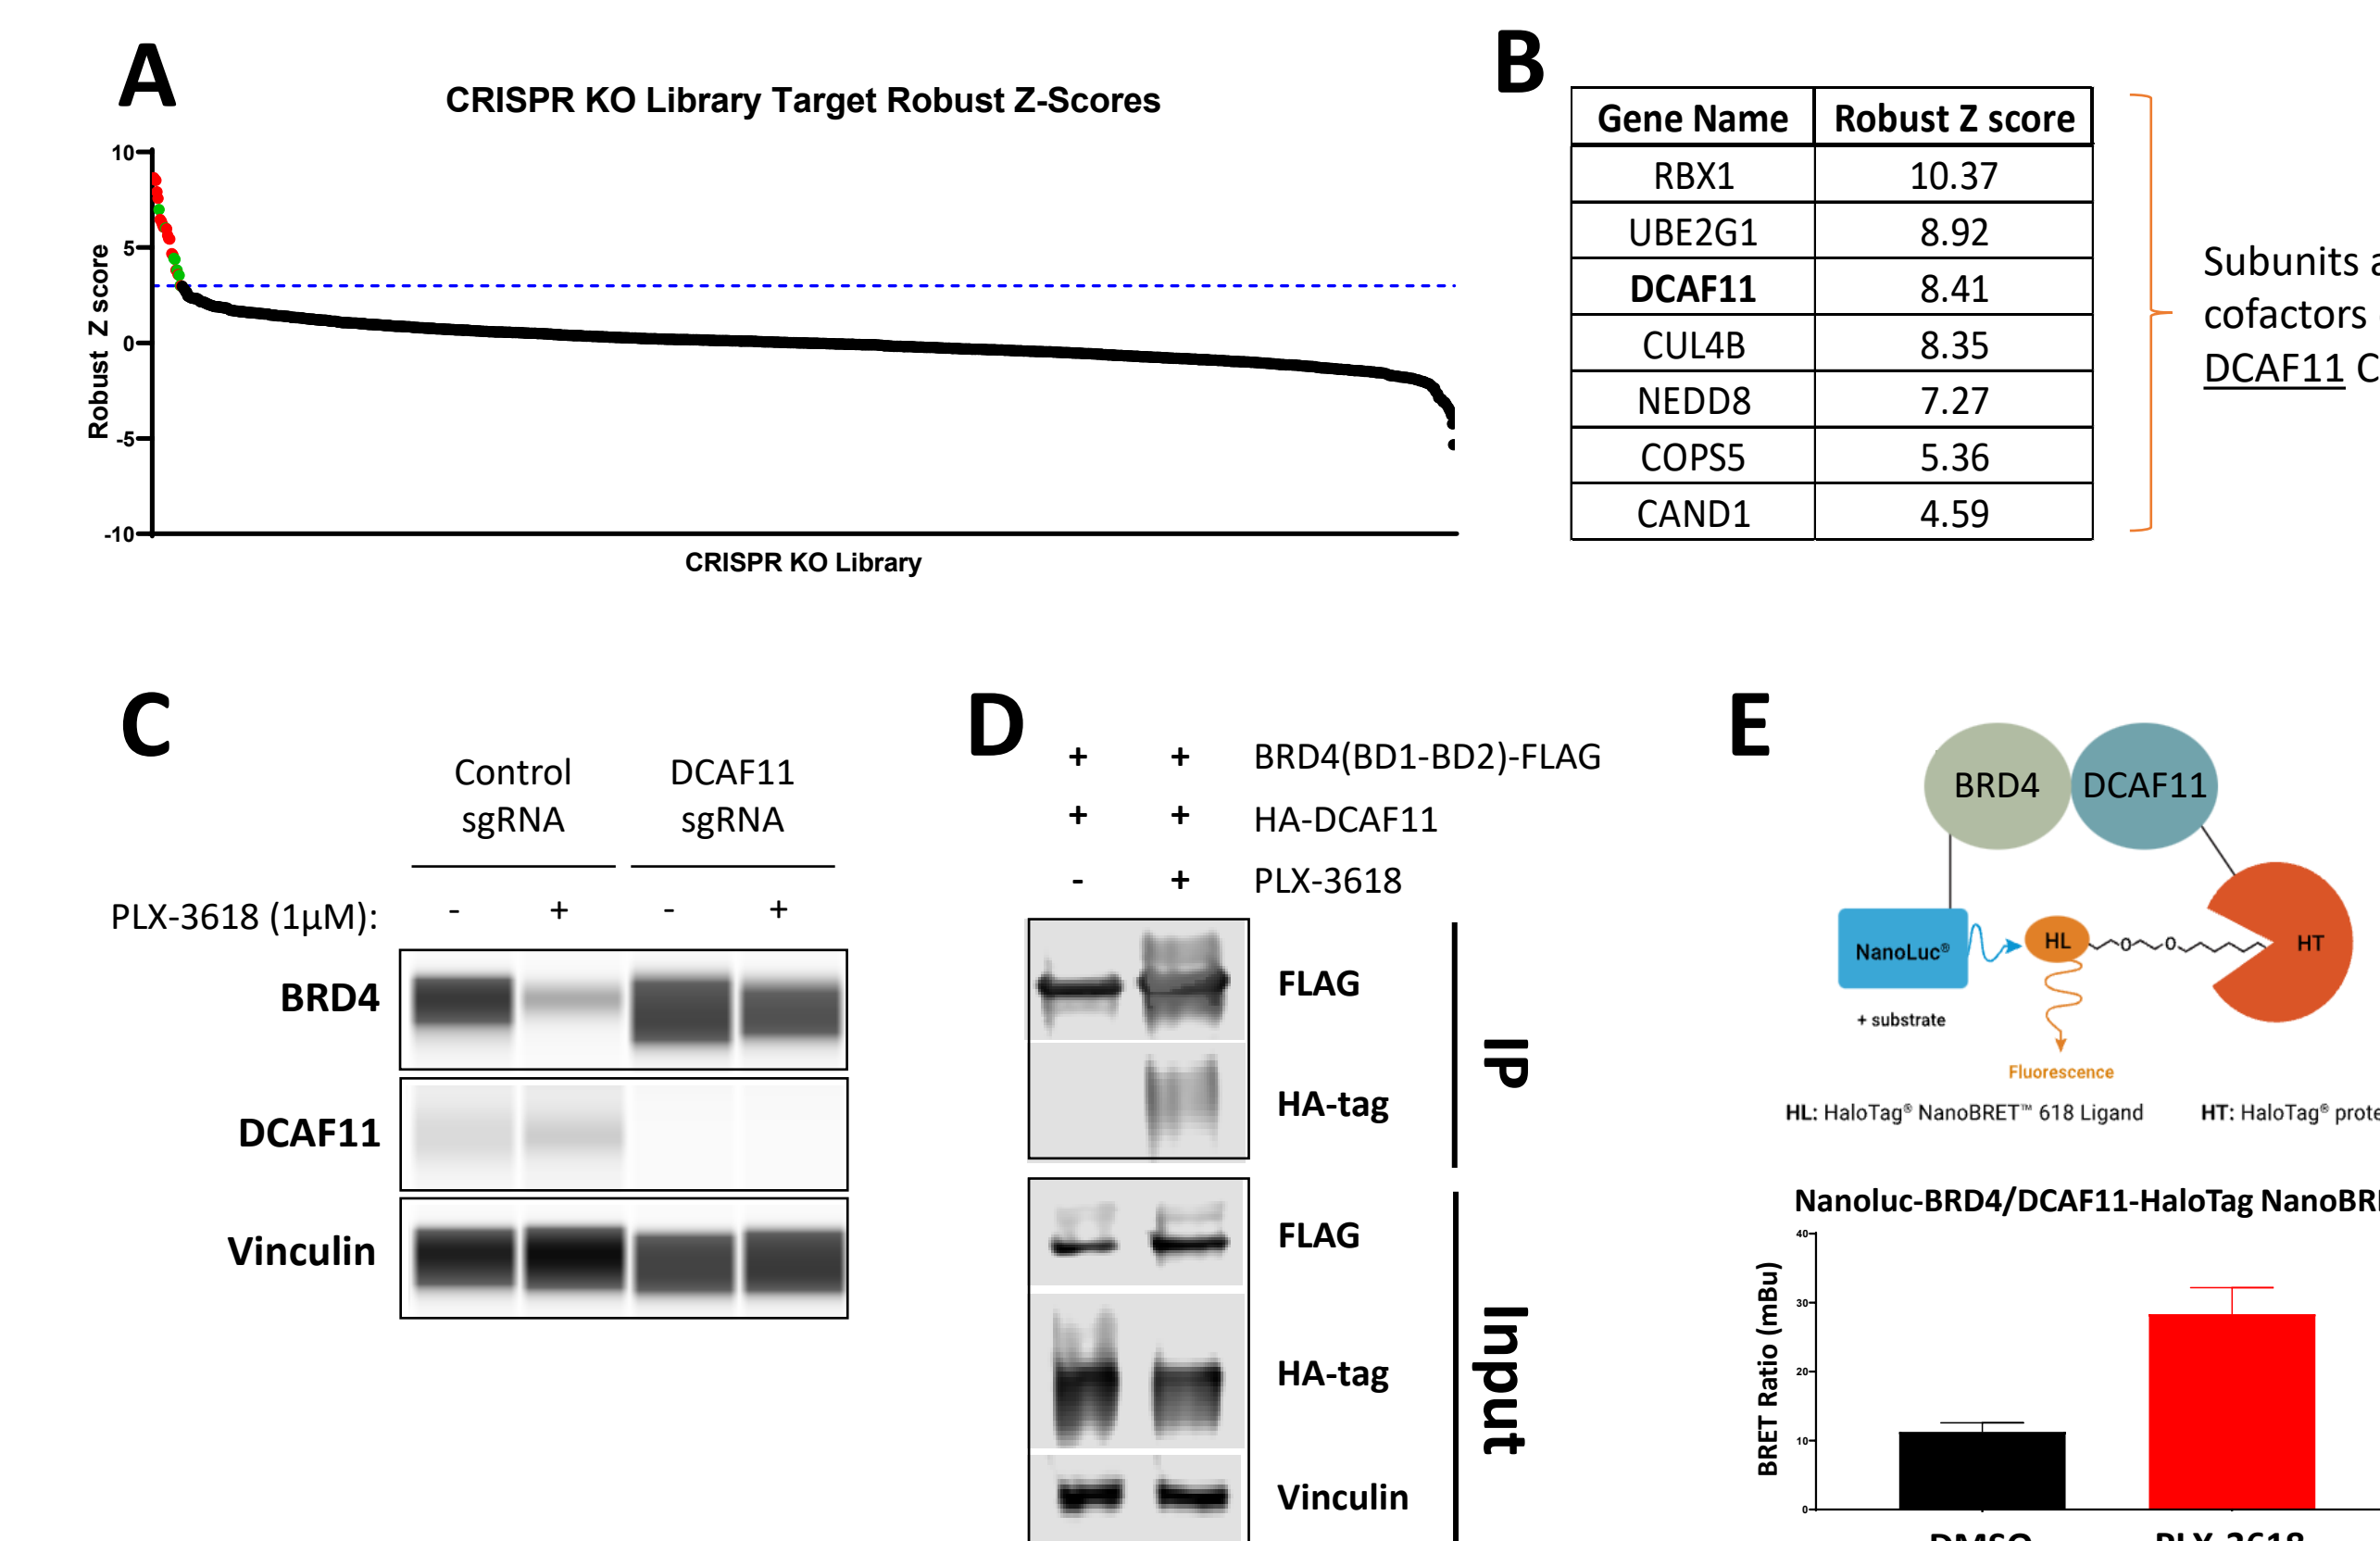 A
CRISPR KO Library Target Robust Z-Scores
10
5
0
-5
-10
Robust Z score
CRISPR KO Library
B
Gene Name Robust Z score
RBX1 10.37
UBE2G1 8.92
DCAF11 8.41
CUL4B 8.35
NEDD8 7.27
COPS5 5.36
CAND1 4.59
Subunits
cofactors
DCAF11
C
Control DCAF11
sgRNA sgRNA
PLX-3618 (1µM): - + - +
BRD4
DCAF11
Vinculin
D
+ + BRD4(BD1-BD2)-FLAG
+ + HA-DCAF11
- + PLX-3618
FLAG
HA-tag
IP
FLAG
HA-tag
Vinculin
Input
E
BRD4 DCAF11
NanoLuc®
HL
O O
HT
+ substrate
Fluorescence
HL: HaloTag® NanoBRET™ 618 Ligand HT: HaloTag®
Nanoluc-BRD4/DCAF11-HaloTag
40
30
20
10
0
BRET Ratio (mBu)
DMSO PLX-3618